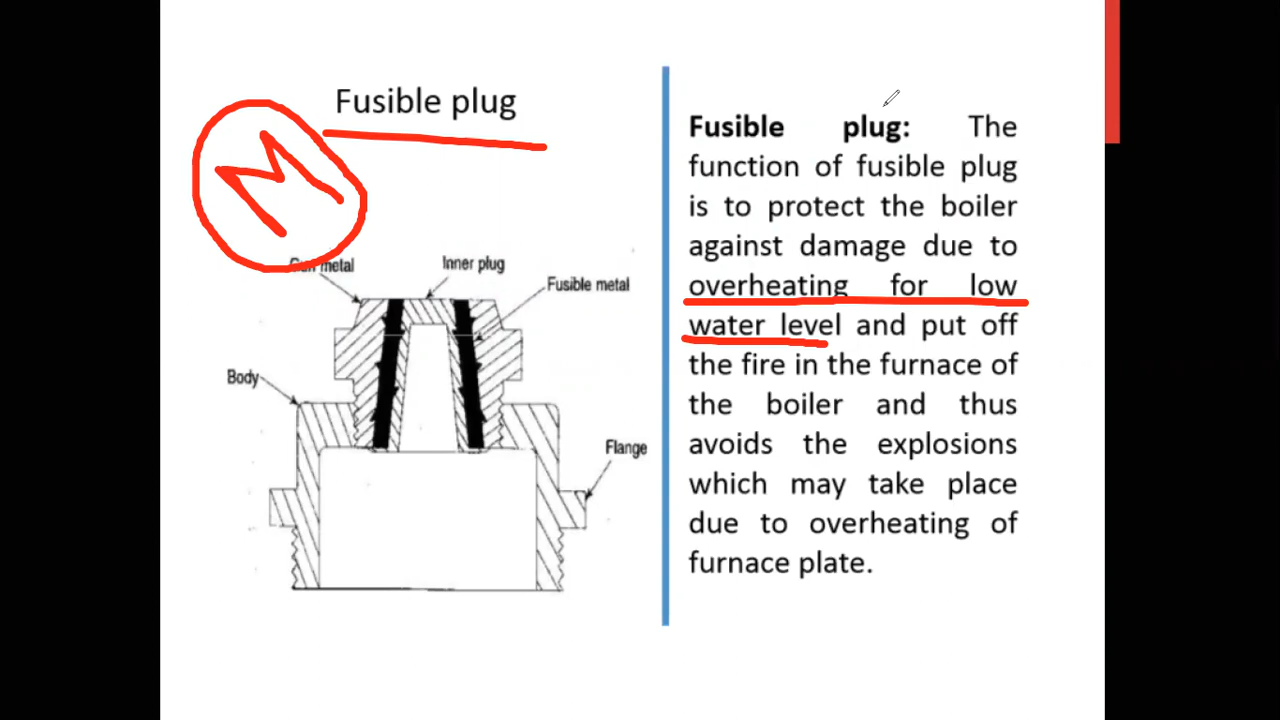 Fusible plug
M
Gun metal
Inner plug
Fusible metal
Body
Flange
Fusible plug: The
function of fusible plug
is to protect the boiler
against damage due to
overheating for low
water level and put off
the fire in the furnace of
the boiler and thus
avoids the explosions
which may take place
due to overheating of
furnace plate.